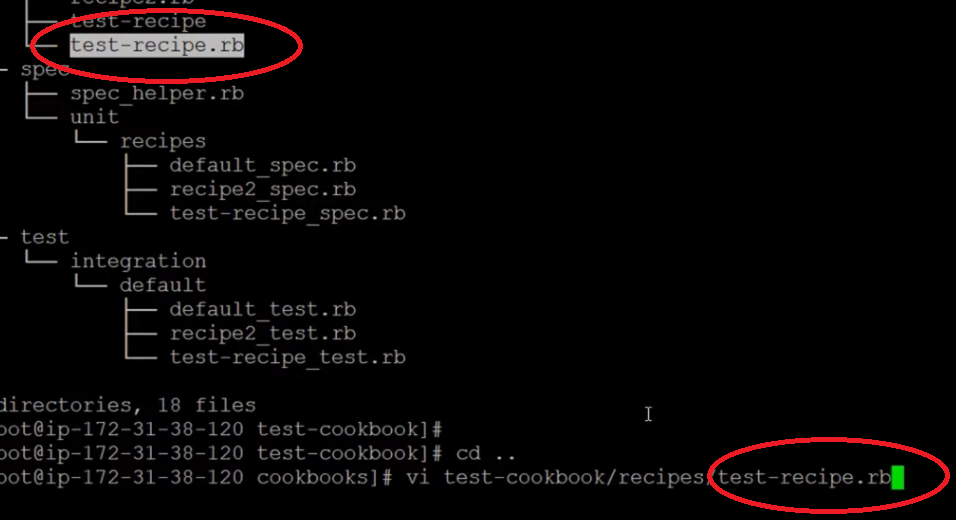 recipe2.rb
├── test-recipe
└── test-recipe.rb
- spec
├── spec_helper.rb
└── unit
└── recipes
├── default_spec.rb
├── recipe2_spec.rb
└── test-recipe_spec.rb
- test
└── integration
└── default
├── default_test.rb
├── recipe2_test.rb
└── test-recipe_test.rb
directories, 18 files
oot@ip-172-31-38-120 test-cookbook]#
oot@ip-172-31-38-120 test-cookbook]# cd ..
oot@ip-172-31-38-120 cookbooks]# vi test-cookbook/recipes/test-recipe.rb